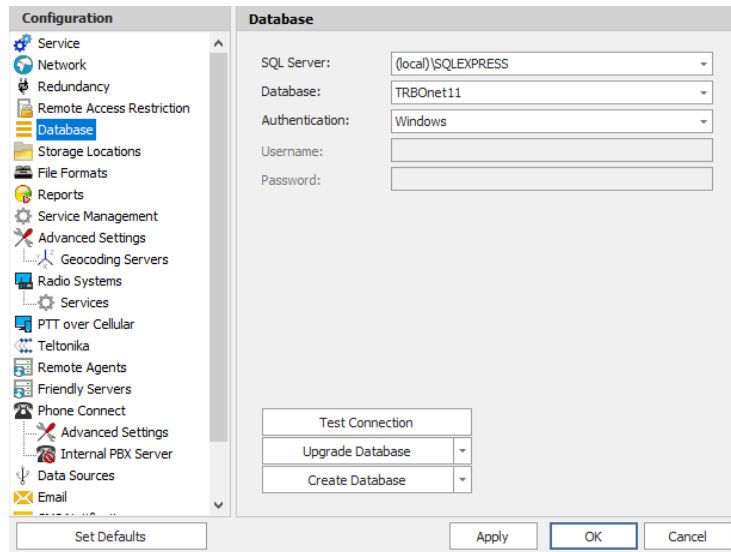 Configuration
Service
Network
Redundancy
Remote Access Restriction
Database
Storage Locations
File Formats
Reports
Service Management
Advanced Settings
Geocoding Servers
Radio Systems
Services
PTT over Cellular
Teltonika
Remote Agents
Friendly Servers
Phone Connect
Advanced Settings
Internal PBX Server
Data Sources
Email
Database
SQL Server: (local)\SQLEXPRESS
Database: TRBOnet11
Authentication: Windows
Username:
Password:
Test Connection
Upgrade Database
Create Database
Set Defaults Apply OK Cancel